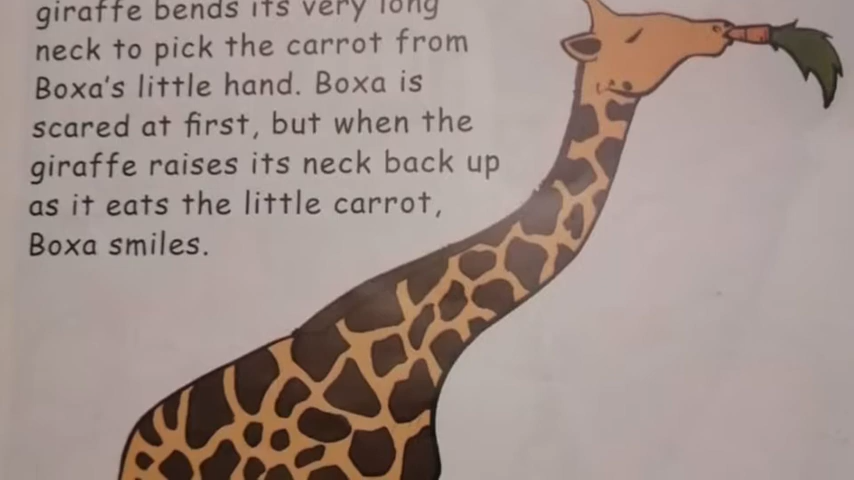 giraffe bends its very long
neck to pick the carrot from
Boxa's little hand. Boxa is
scared at first, but when the
giraffe raises its neck back up
as it eats the little carrot,
Boxa smiles.